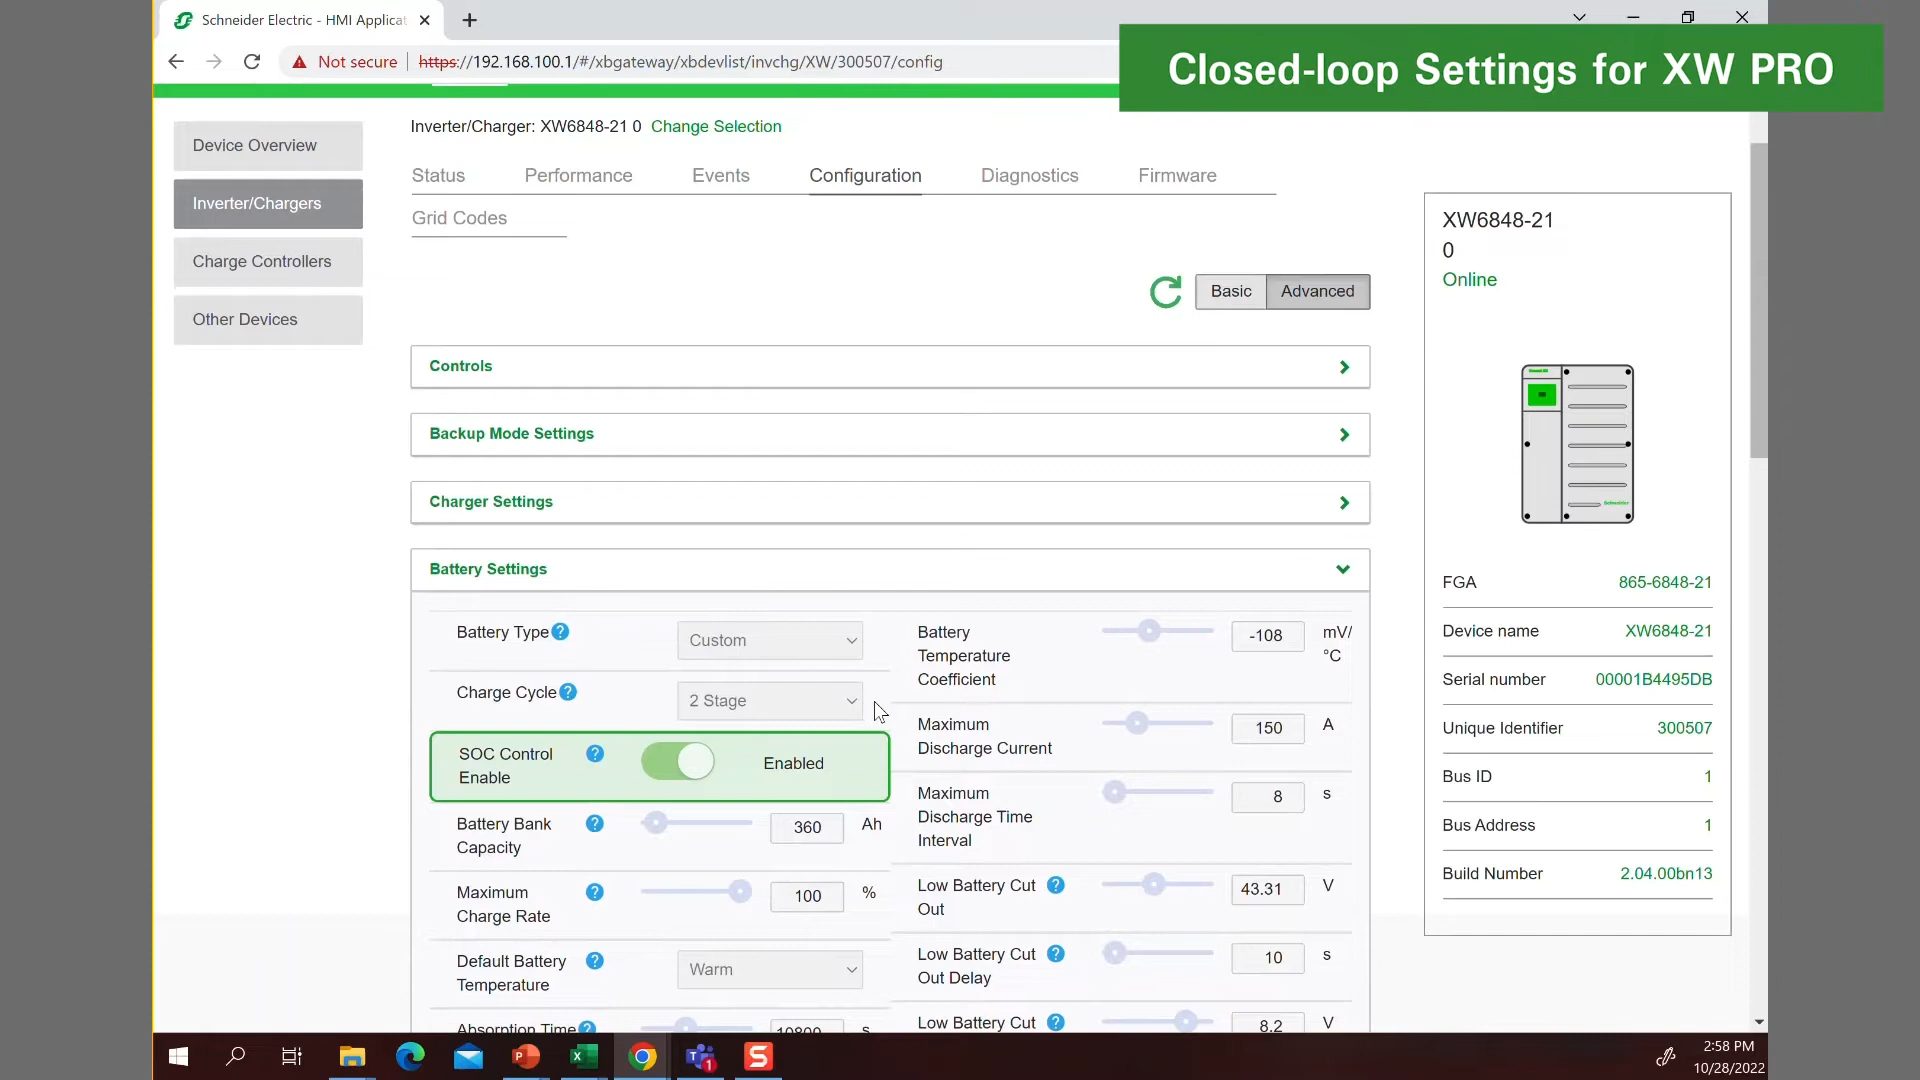 Schneider Electric - HMI Applicat
Closed-loop Settings for XW PRO
Not secure
https://192.168.100.1/#/xbgateway/xbdevlist/invchg/XW/300507/config
Device Overview
Inverter/Chargers
Charge Controllers
Other Devices
Inverter/Charger: XW6848-21 0 Change Selection
Status Performance Events Configuration Diagnostics Firmware
Grid Codes
Basic Advanced
Controls
Backup Mode Settings
Charger Settings
Battery Settings
Battery Type ? Custom
Charge Cycle ? 2 Stage
SOC Control
Enable ? Enabled
Battery Bank
Capacity ? 360 Ah
Maximum
Charge Rate ? 100 %
Default Battery
Temperature ? Warm
Absorption Time ? 10800 s
Battery
Temperature
Coefficient -108 mV/
°C
Maximum
Discharge Current 150 A
Maximum
Discharge Time
Interval 8 s
Low Battery Cut
Out ? 43.31 V
Low Battery Cut
Out Delay ? 10 s
Low Battery Cut ? 8.2 V
XW6848-21
0
Online
FGA 865-6848-21
Device name XW6848-21
Serial number 00001B4495DB
Unique Identifier 300507
Bus ID 1
Bus Address 1
Build Number 2.04.00bn13
2:58 PM
10/28/2022